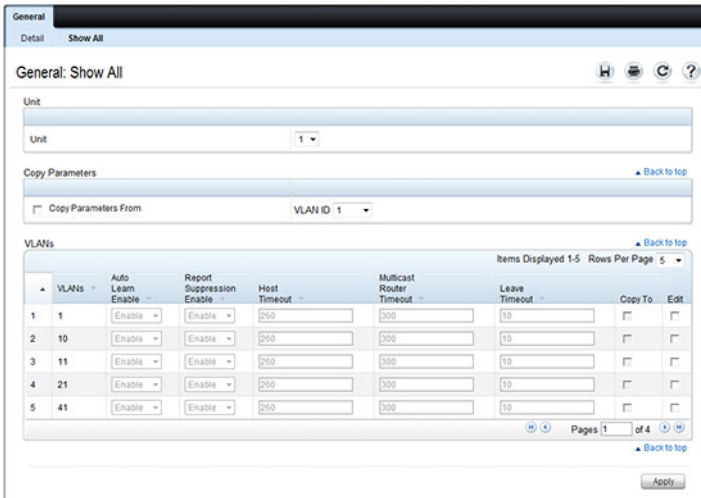 General
Detail Show All
General: Show All
Unit
Unit 1
Copy Parameters Back to top
Copy Parameters From VLAN ID 1
VLANs Back to top
Items Displayed 1-5 Rows Per Page 5
VLANs Auto Learn Enable Report Suppression Enable Host Timeout Multicast Router Timeout Leave Timeout Copy To Edit
1 1 Enable Enable 260 300 10
2 10 Enable Enable 260 300 10
3 11 Enable Enable 260 300 10
4 21 Enable Enable 260 300 10
5 41 Enable Enable 260 300 10
Pages 1 of 4
Back to top
Apply